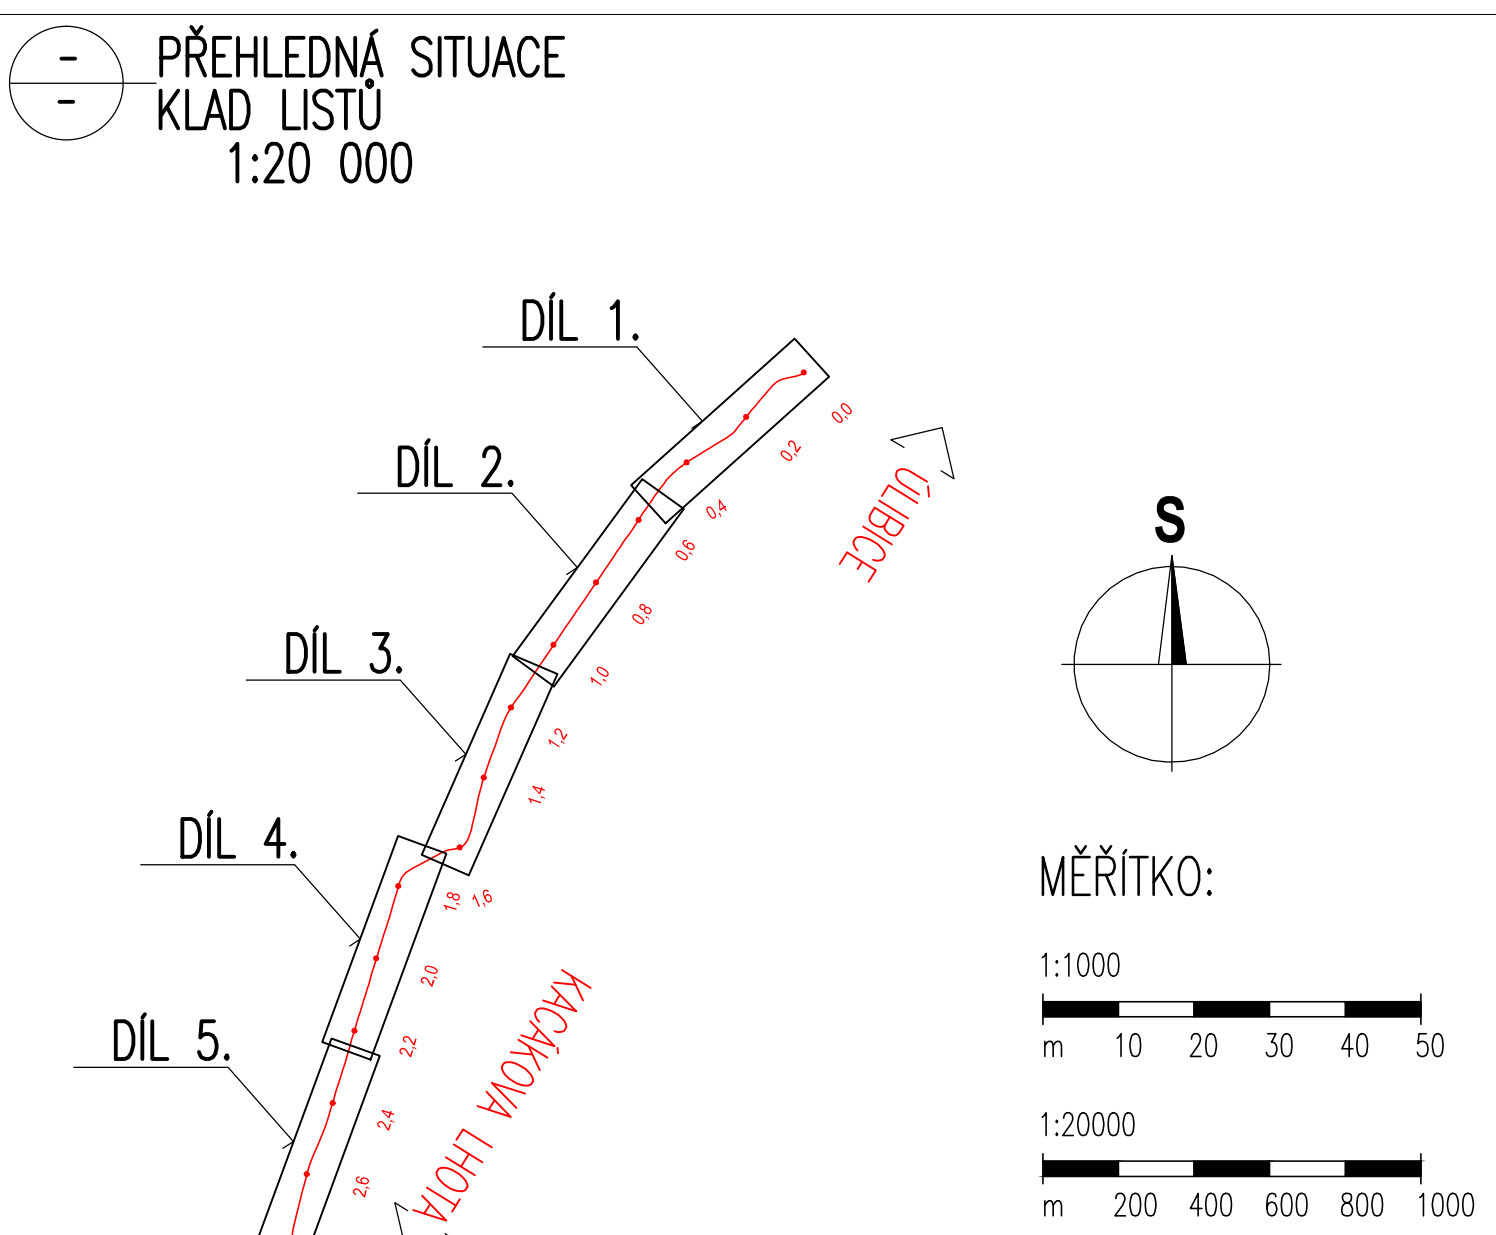 -
-
PŘEHLEDNÁ SITUACE
KLAD LISTŮ
1:20 000
DÍL 1.
DÍL 2.
DÍL 3.
DÍL 4.
DÍL 5.
0,0
0,2
0,4
0,6
0,8
1,0
1,2
1,4
1,6
1,8
2,0
2,2
2,4
2,6
ÚLIBICE
KACÁKOVA LHOTA
S
MĚŘÍTKO:
1:1000
m 10 20 30 40 50
1:20000
m 200 400 600 800 1000